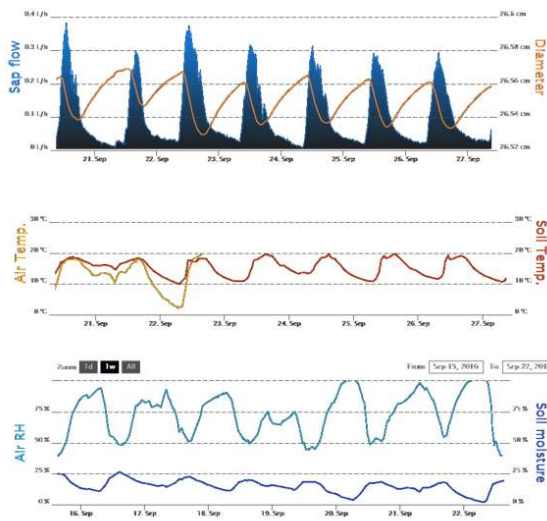 0.4 l/h 26.6 cm
0.3 l/h 26.58 cm
0.2 l/h 26.56 cm
0.1 l/h 26.54 cm
0 l/h 26.52 cm
Sap flow
Diameter
21. Sep 22. Sep 23. Sep 24. Sep 25. Sep 26. Sep 27. Sep
30 °C 30 °C
20 °C 20 °C
10 °C 10 °C
0 °C 0 °C
Air Temp.
Soil Temp.
21. Sep 22. Sep 23. Sep 24. Sep 25. Sep 26. Sep 27. Sep
Zoom 1d 1w All From Sep 15, 2016 To Sep 22, 201
75% 75%
50% 50%
25% 25%
0% 0%
Air RH
Soil moisture
16. Sep 17. Sep 18. Sep 19. Sep 20. Sep 21. Sep 22. Sep